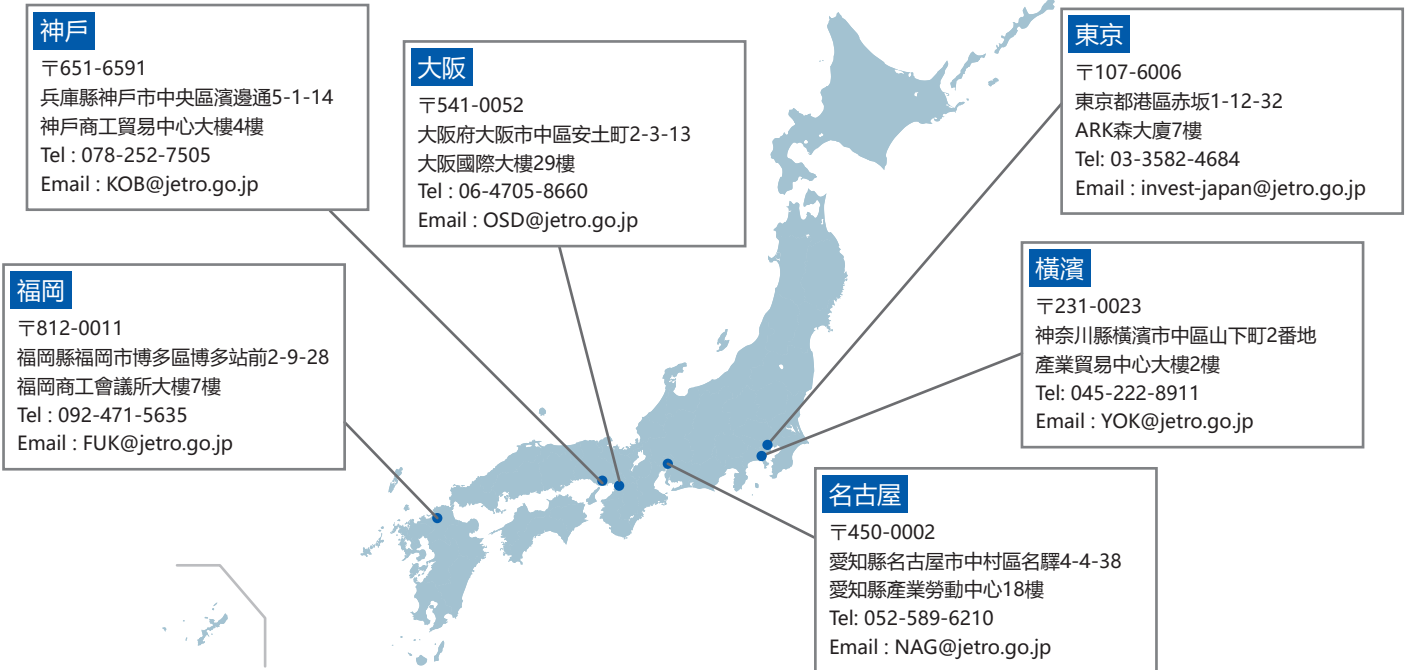 神戶
〒651-6591
兵庫縣神戶市中央區濱邊通5-1-14
神戶商工貿易中心大樓4樓
Tel : 078-252-7505
Email : KOB@jetro.go.jp
大阪
〒541-0052
大阪府大阪市中區安土町2-3-13
大阪國際大樓29樓
Tel : 06-4705-8660
Email : OSD@jetro.go.jp
東京
〒107-6006
東京都港區赤坂1-12-32
ARK森大廈7樓
Tel: 03-3582-4684
Email : invest-japan@jetro.go.jp
福岡
〒812-0011
福岡縣福岡市博多區博多站前2-9-28
福岡商工會議所大樓7樓
Tel : 092-471-5635
Email : FUK@jetro.go.jp
橫濱
〒231-0023
神奈川縣橫濱市中區山下町2番地
產業貿易中心大樓2樓
Tel: 045-222-8911
Email : YOK@jetro.go.jp
名古屋
〒450-0002
愛知縣名古屋市中村區名驛4-4-38
愛知縣產業勞動中心18樓
Tel: 052-589-6210
Email : NAG@jetro.go.jp